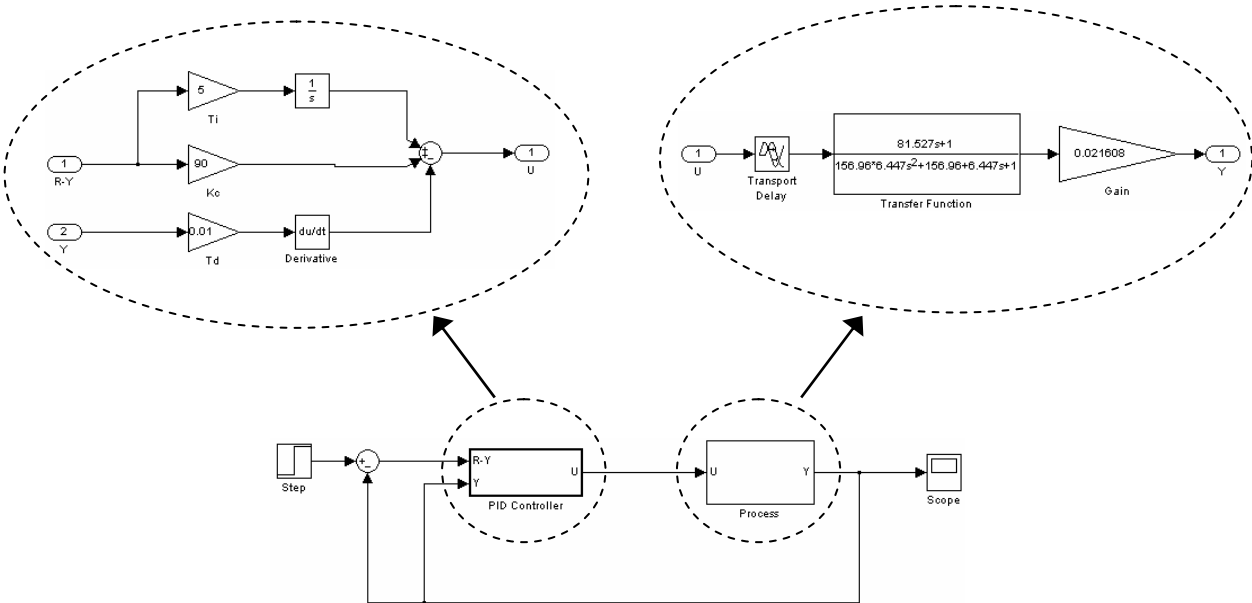 5
1
s
Ti
1
R-Y
90
Kc
+
+
-
1
U
2
Y
0.01
Td
du/dt
Derivative
1
U
Transport
Delay
81.527s+1
156.96*6.447s²+156.96+6.447s+1
Transfer Function
0.021608
Gain
1
Y
Step
+
-
R-Y
Y
U
PID Controller
U
Y
Process
Scope